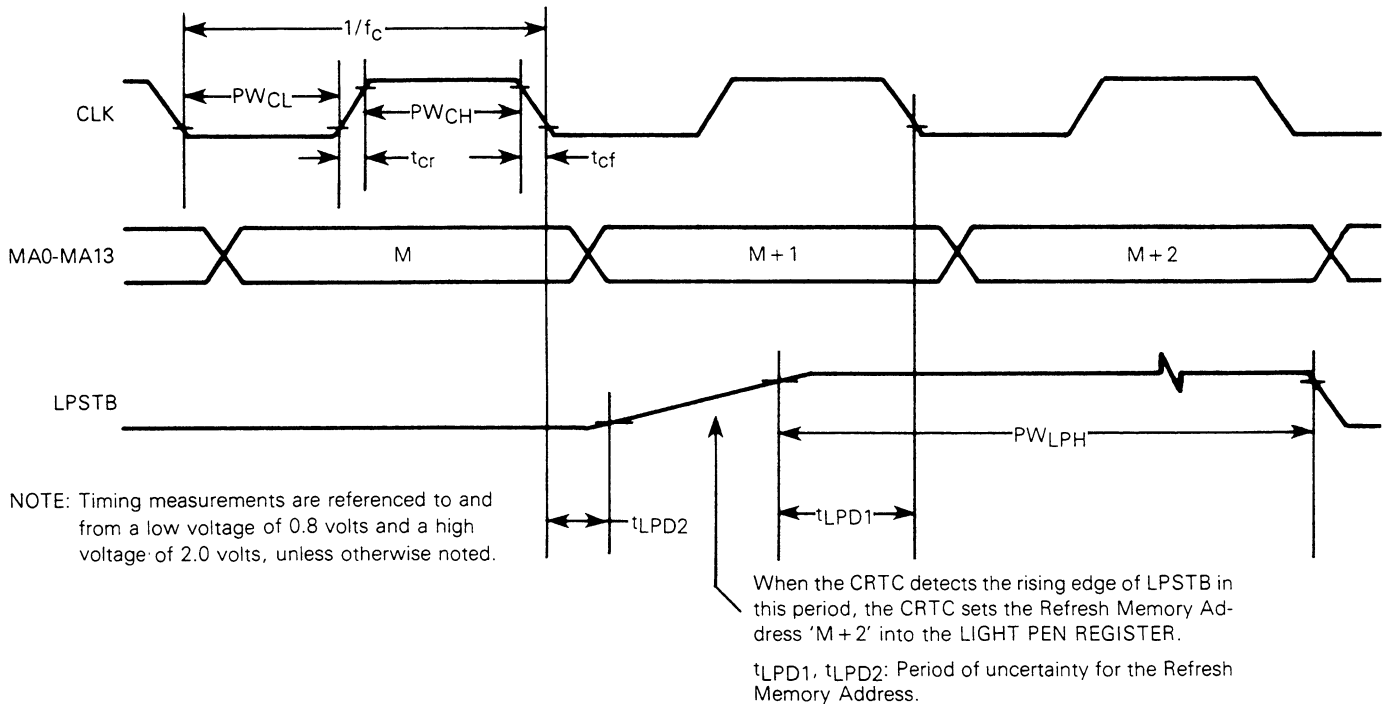 1/fc
CLK
PWCL
PWCH
tcr
tcf
MA0-MA13
M
M + 1
M + 2
LPSTB
PWLPH
NOTE: Timing measurements are referenced to and
from a low voltage of 0.8 volts and a high
voltage of 2.0 volts, unless otherwise noted.
tLPD2
tLPD1
When the CRTC detects the rising edge of LPSTB in
this period, the CRTC sets the Refresh Memory Ad-
dress 'M + 2' into the LIGHT PEN REGISTER.
tLPD1, tLPD2: Period of uncertainty for the Refresh
Memory Address.